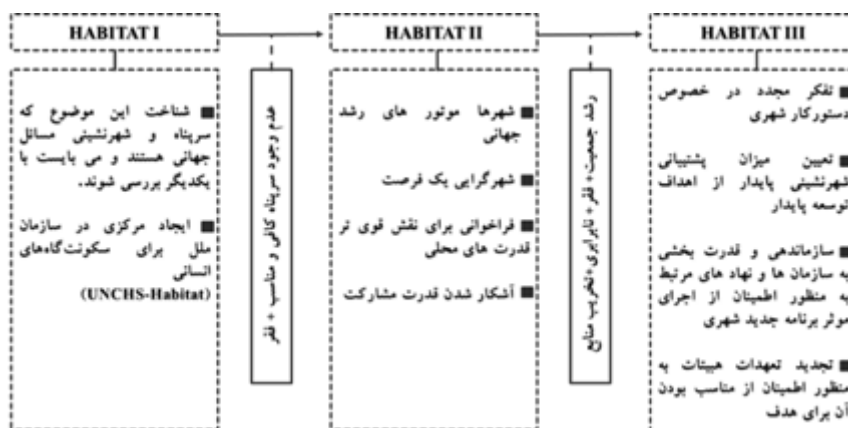 HABITAT I
■ شناخت این موضوع که
سرپناه و شهرنشینی مسائل
جهانی هستند و می بایست با
یکدیگر بررسی شوند.
■ ایجاد مرکزی در سازمان
ملل برای سکونت‌گاه‌های
انسانی
(UNCHS-Habitat)
عدم وجود سرپناه کافی و مناسب + فقر
HABITAT II
■ شهرها موتور های رشد
جهانی
■ شهرگرایی یک فرصت
■ فراخوانی برای نقش قوی تر
قدرت های محلی
■ آشکار شدن قدرت مشارکت
رشد جمعیت + فقر + نابرابری +تخریب منابع
HABITAT III
■ تفکر مجدد در خصوص
دستورکار شهری
■ تعیین میزان پشتیبانی
شهرنشینی پایدار از اهداف
توسعه پایدار
■ سازماندهی و قدرت بخشی
به سازمان ها و نهاد های مرتبط
به منظور اطمینان از اجرای
موثر برنامه جدید شهری
■ تجدید تعهدات هبیتات به
منظور اطمینان از مناسب بودن
آن برای هدف